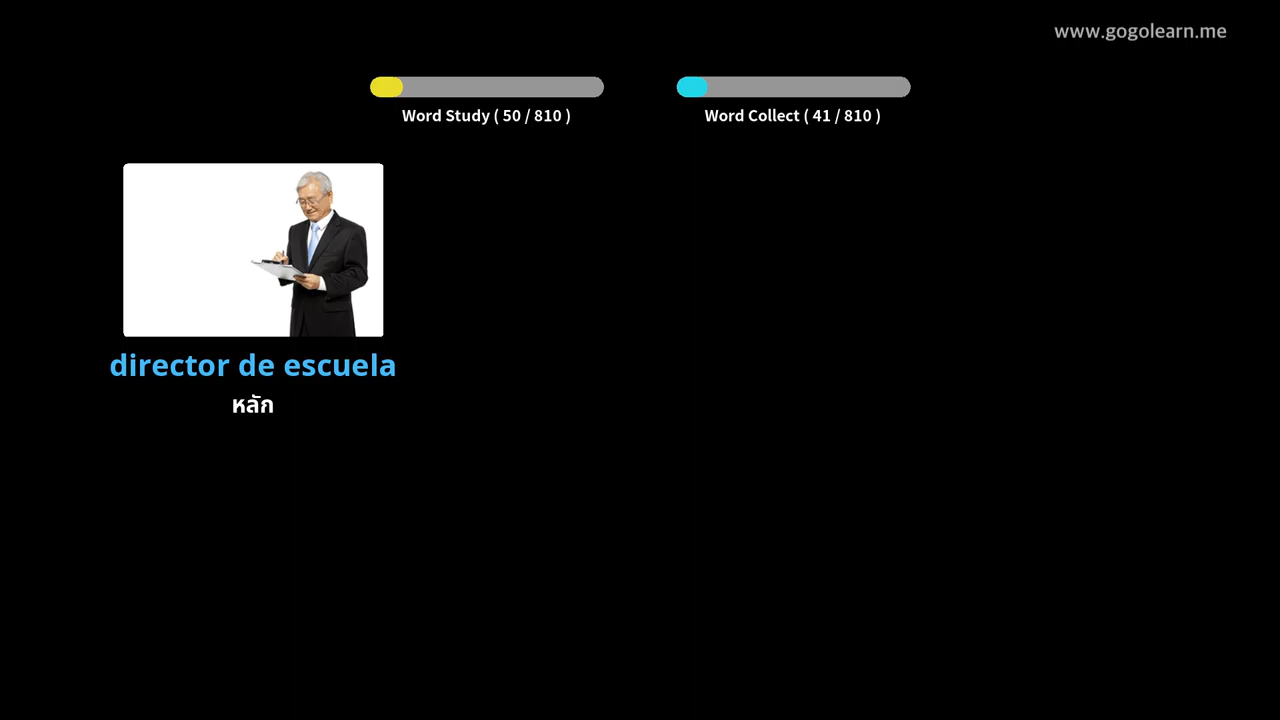 www.gogolearn.me
Word Study ( 50 / 810 )
Word Collect ( 41 / 810 )
director de escuela
หลัก